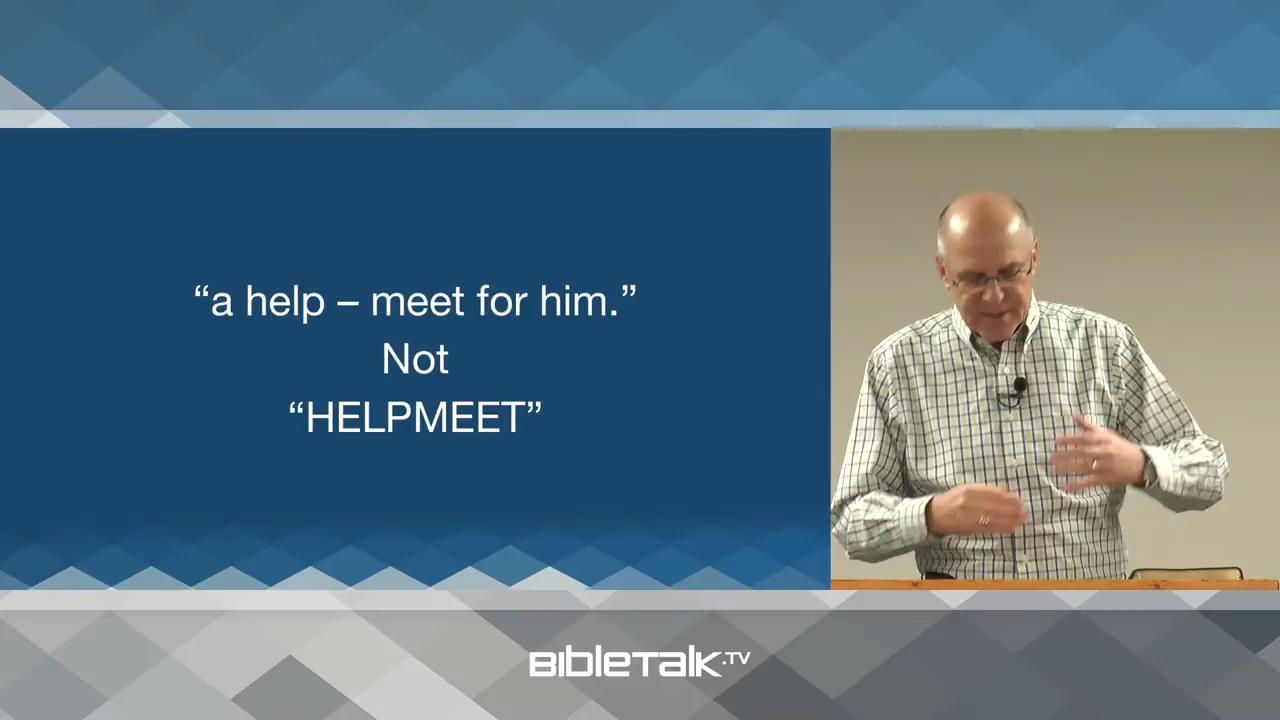 “a help – meet for him.”
Not
“HELPMEET”
BibleTalk.TV